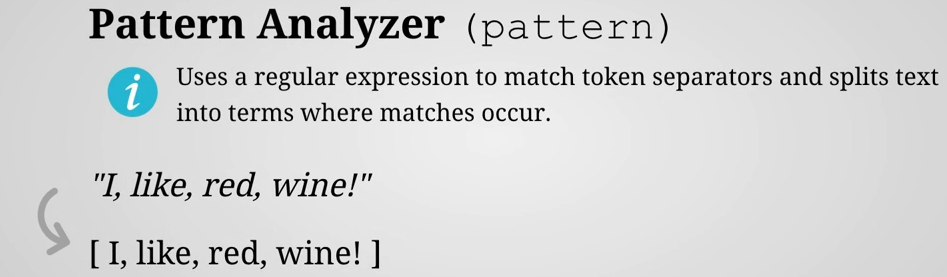 Pattern Analyzer (pattern)
i
Uses a regular expression to match token separators and splits text
into terms where matches occur.
"I, like, red, wine!"
[ I, like, red, wine! ]